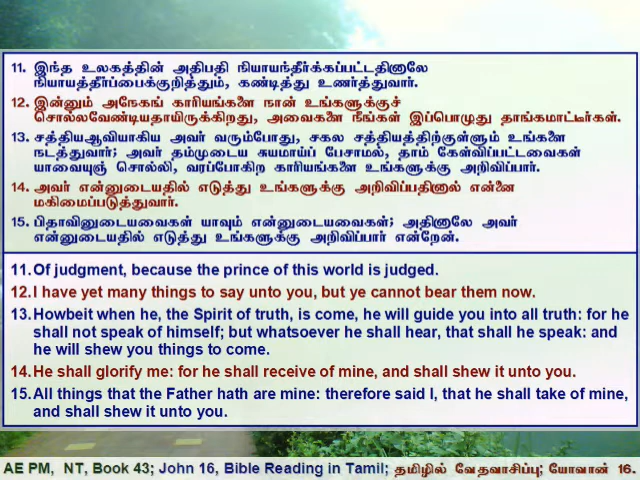 11. இந்த உலகத்தின் அதிபதி நியாயந்தீர்க்கப்பட்டதினாலே
நியாயத்தீர்ப்பைக்குறித்தும், கண்டித்து உணர்த்துவார்.
12. இன்னும் அநேகங் காரியங்களை நான் உங்களுக்குச்
சொல்லவேண்டியதாயிருக்கிறது, அவைகளை நீங்கள் இப்பொழுது தாங்கமாட்டீர்கள்.
13. சத்தியஆவியாகிய அவர் வரும்போது, சகல சத்தியத்திற்குள்ளும் உங்களை
நடத்துவார்; அவர் தம்முடைய சுயமாய்ப் பேசாமல், தாம் கேள்விப்பட்டவைகள்
யாவையுஞ் சொல்லி, வரப்போகிற காரியங்களை உங்களுக்கு அறிவிப்பார்.
14. அவர் என்னுடையதில் எடுத்து உங்களுக்கு அறிவிப்பதினால் என்னை
மகிமைப்படுத்துவார்.
15. பிதாவினுடையவைகள் யாவும் என்னுடையவைகள்; அதினாலே அவர்
என்னுடையதில் எடுத்து உங்களுக்கு அறிவிப்பார் என்றேன்.
11. Of judgment, because the prince of this world is judged.
12. I have yet many things to say unto you, but ye cannot bear them now.
13. Howbeit when he, the Spirit of truth, is come, he will guide you into all truth: for he
shall not speak of himself; but whatsoever he shall hear, that shall he speak: and
he will shew you things to come.
14. He shall glorify me: for he shall receive of mine, and shall shew it unto you.
15. All things that the Father hath are mine: therefore said I, that he shall take of mine,
and shall shew it unto you.
AE PM, NT, Book 43; John 16, Bible Reading in Tamil; தமிழில் வேதவாசிப்பு; யோவான் 16.